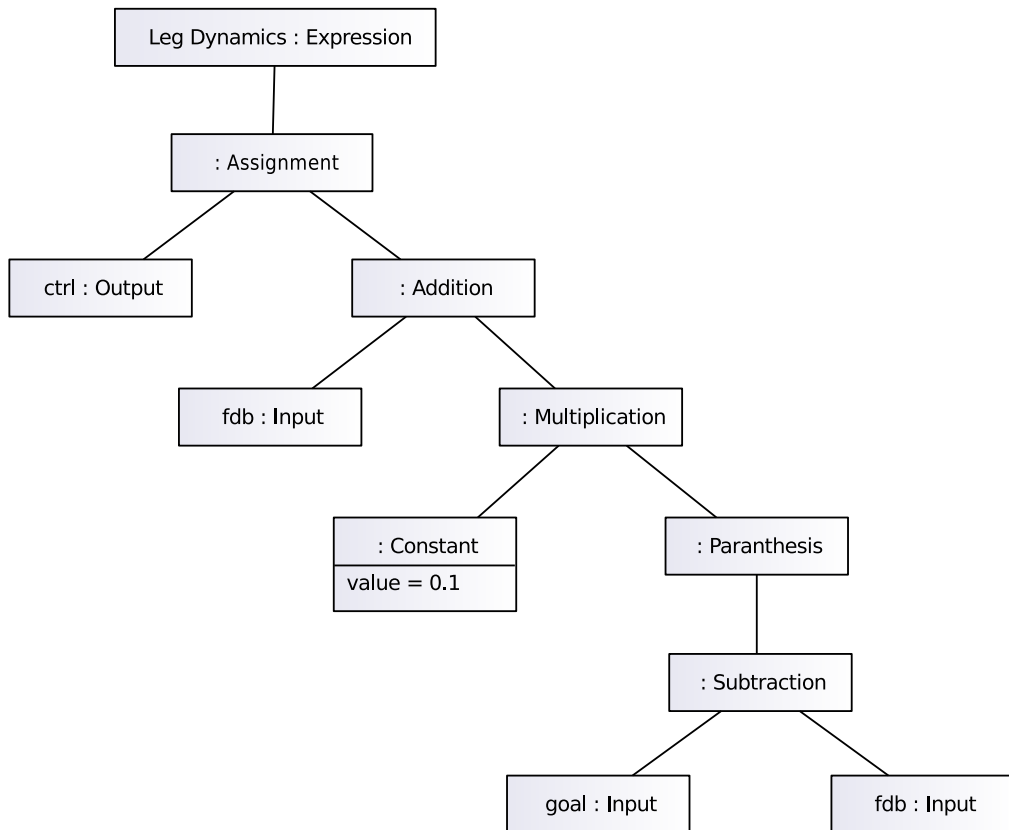 Leg Dynamics : Expression
: Assignment
ctrl : Output
: Addition
fdb : Input
: Multiplication
: Constant
value = 0.1
: Paranthesis
: Subtraction
goal : Input
fdb : Input